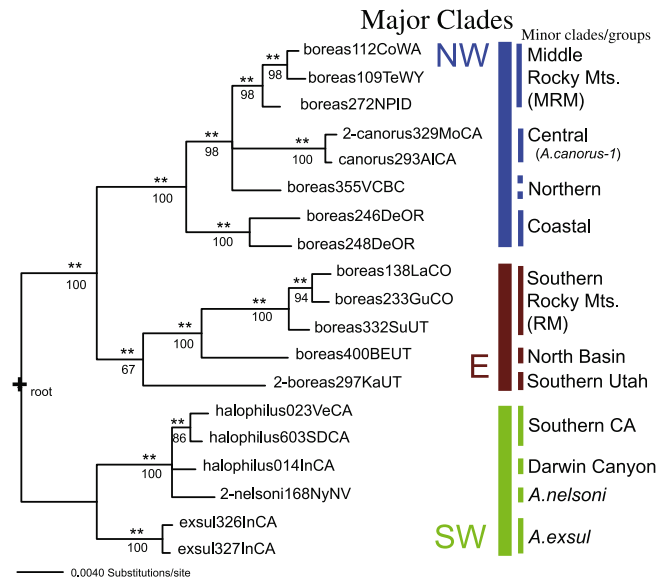 Major Clades
Minor clades/groups
boreas112CoWA
NW
Middle
Rocky Mts.
(MRM)
**
98
boreas109TeWY
**
98
boreas272NPID
**
98
2-canorus329MoCA
Central
(A.canorus-1)
**
100
canorus293AlCA
**
100
boreas355VCBC
Northern
boreas246DeOR
Coastal
**
100
boreas248DeOR
**
100
boreas138LaCO
Southern
Rocky Mts.
(RM)
**
94
boreas233GuCO
**
100
boreas332SuUT
**
100
boreas400BEUT
E
North Basin
**
67
2-boreas297KaUT
Southern Utah
root
halophilus023VeCA
Southern CA
**
86
halophilus603SDCA
**
100
halophilus014InCA
Darwin Canyon
2-nelsoni168NyNV
A.nelsoni
exsul326InCA
SW
A.exsul
**
100
exsul327InCA
0.0040 Substitutions/site